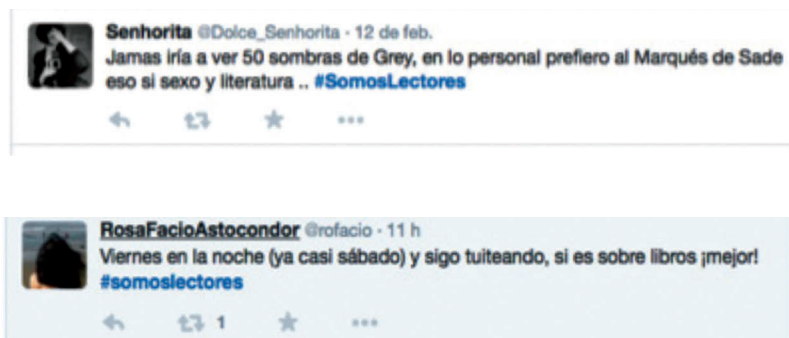 Senhorita @Dolce_Senhorita · 12 de feb.
Jamas iría a ver 50 sombras de Grey, en lo personal prefiero al Marqués de Sade
eso si sexo y literatura .. #SomosLectores
RosaFacioAstocondor @rofacio · 11 h
Viernes en la noche (ya casi sábado) y sigo tuiteando, si es sobre libros ¡mejor!
#somoslectores
1